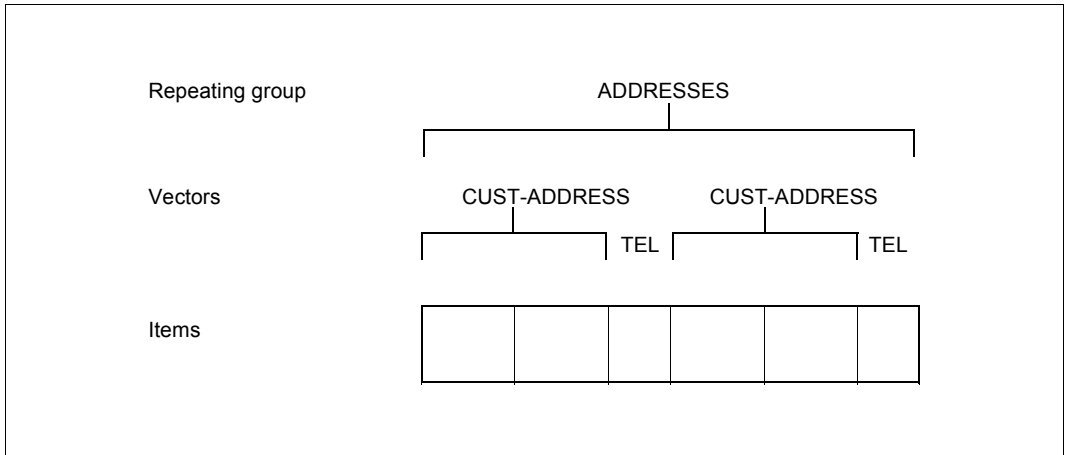 Repeating group ADDRESSES
Vectors CUST-ADDRESS CUST-ADDRESS
TEL TEL
Items